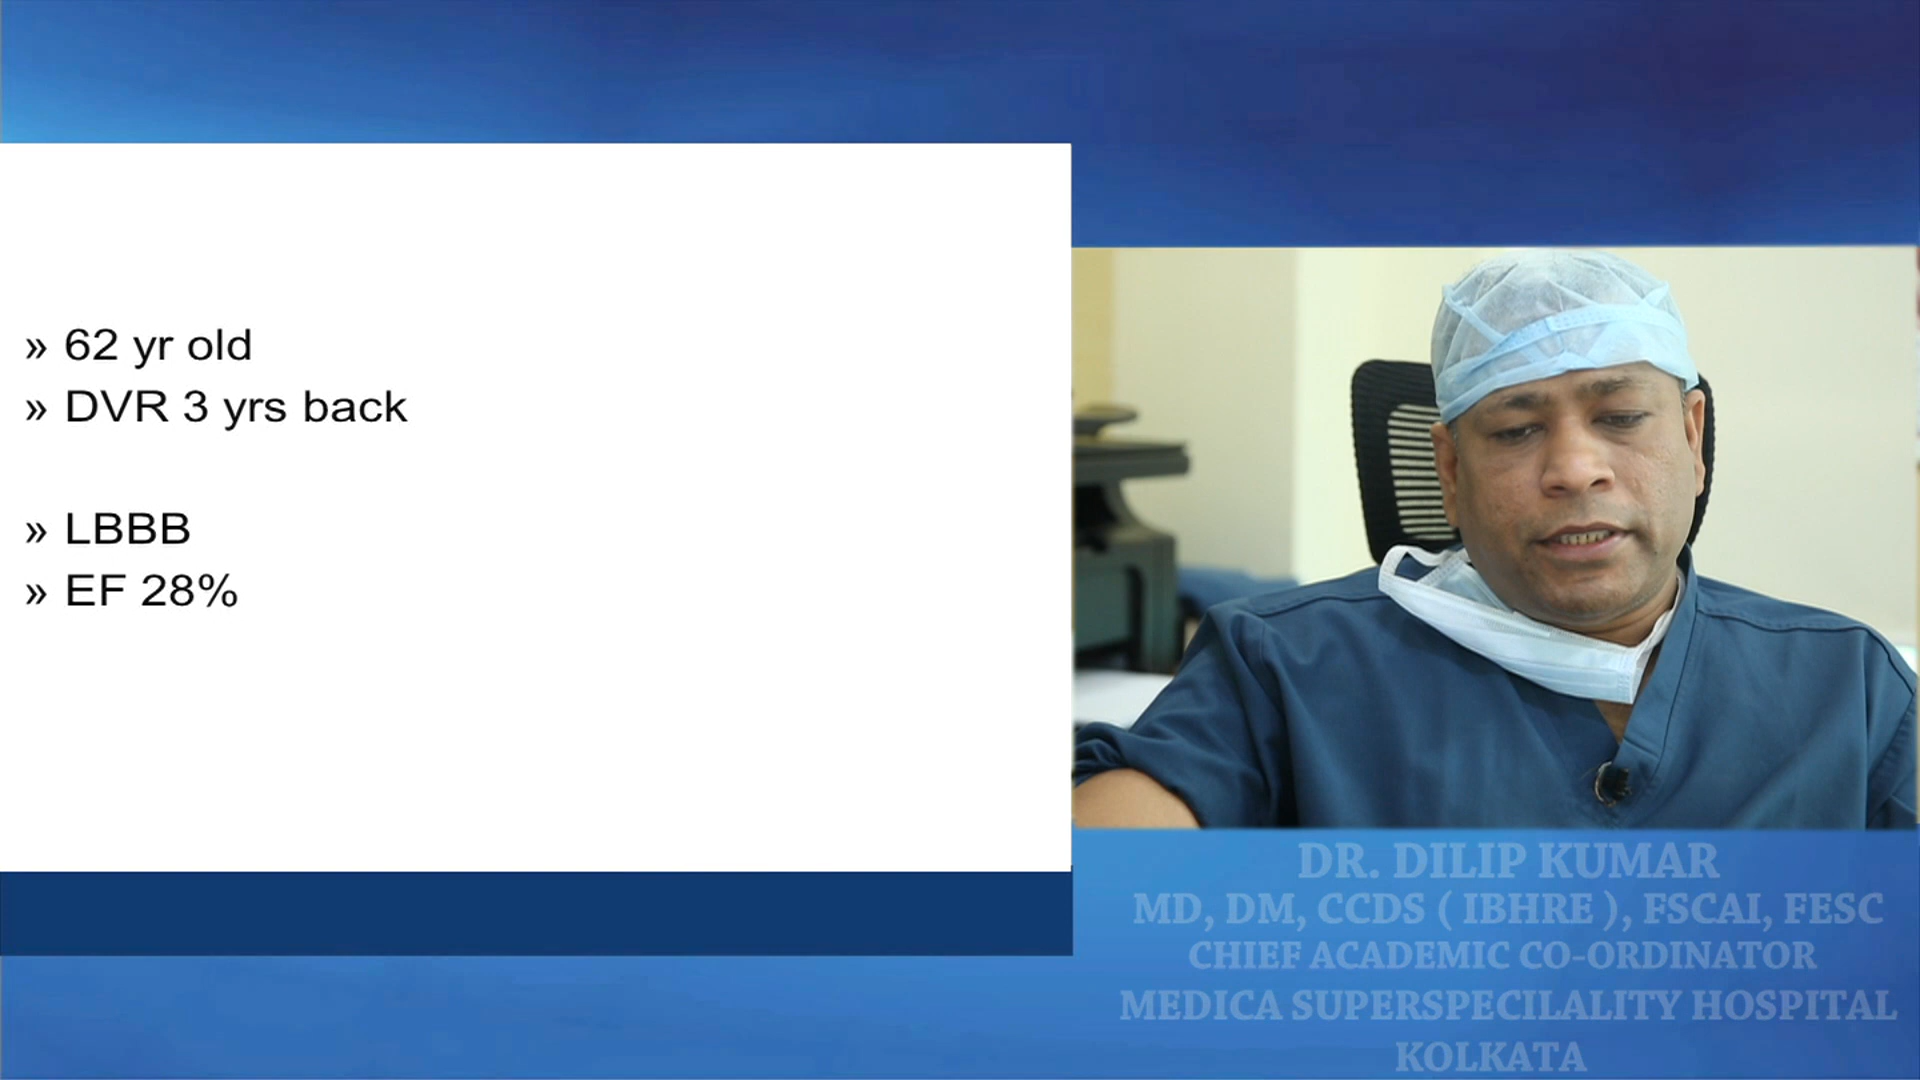 » 62 yr old
» DVR 3 yrs back
» LBBB
» EF 28%
DR. DILIP KUMAR
MD, DM, CCDS ( IBHRE ), FSCAI, FESC
CHIEF ACADEMIC CO-ORDINATOR
MEDICA SUPERSPECILALITY HOSPITAL
KOLKATA